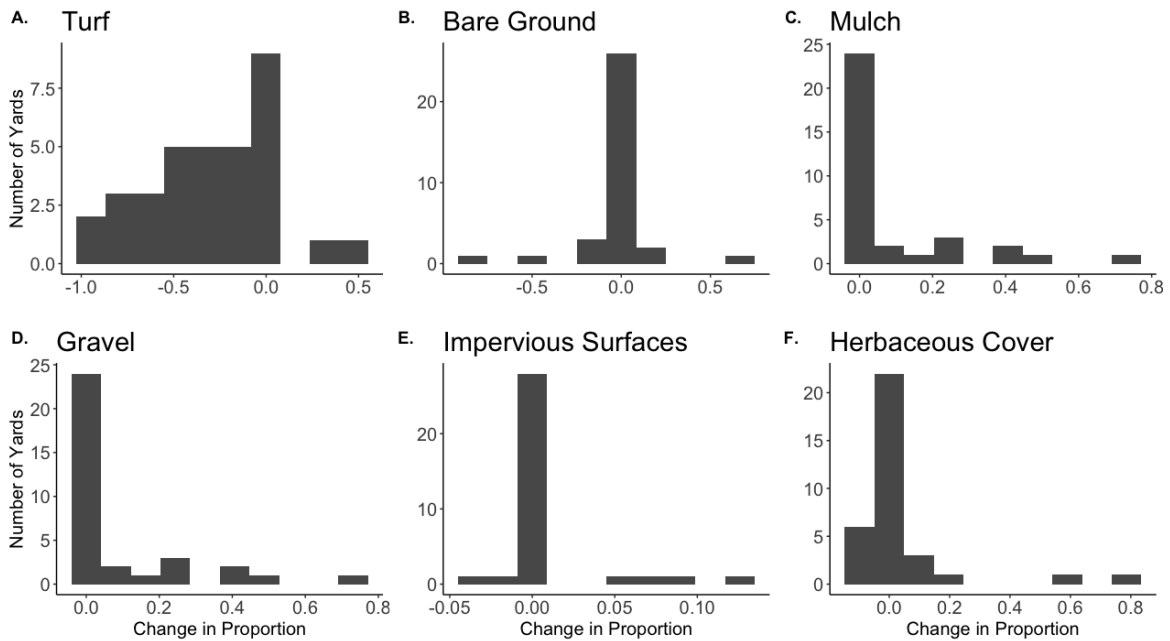 A. Turf
B. Bare Ground
C. Mulch
Number of Yards
7.5
5.0
2.5
0.0
-1.0 -0.5 0.0 0.5
20
10
0
-0.5 0.0 0.5
25
20
15
10
5
0
0.0 0.2 0.4 0.6 0.8
D. Gravel
E. Impervious Surfaces
F. Herbaceous Cover
Number of Yards
25
20
15
10
5
0
0.0 0.2 0.4 0.6 0.8
Change in Proportion
20
10
0
-0.05 0.00 0.05 0.10
Change in Proportion
20
15
10
5
0
0.0 0.2 0.4 0.6 0.8
Change in Proportion